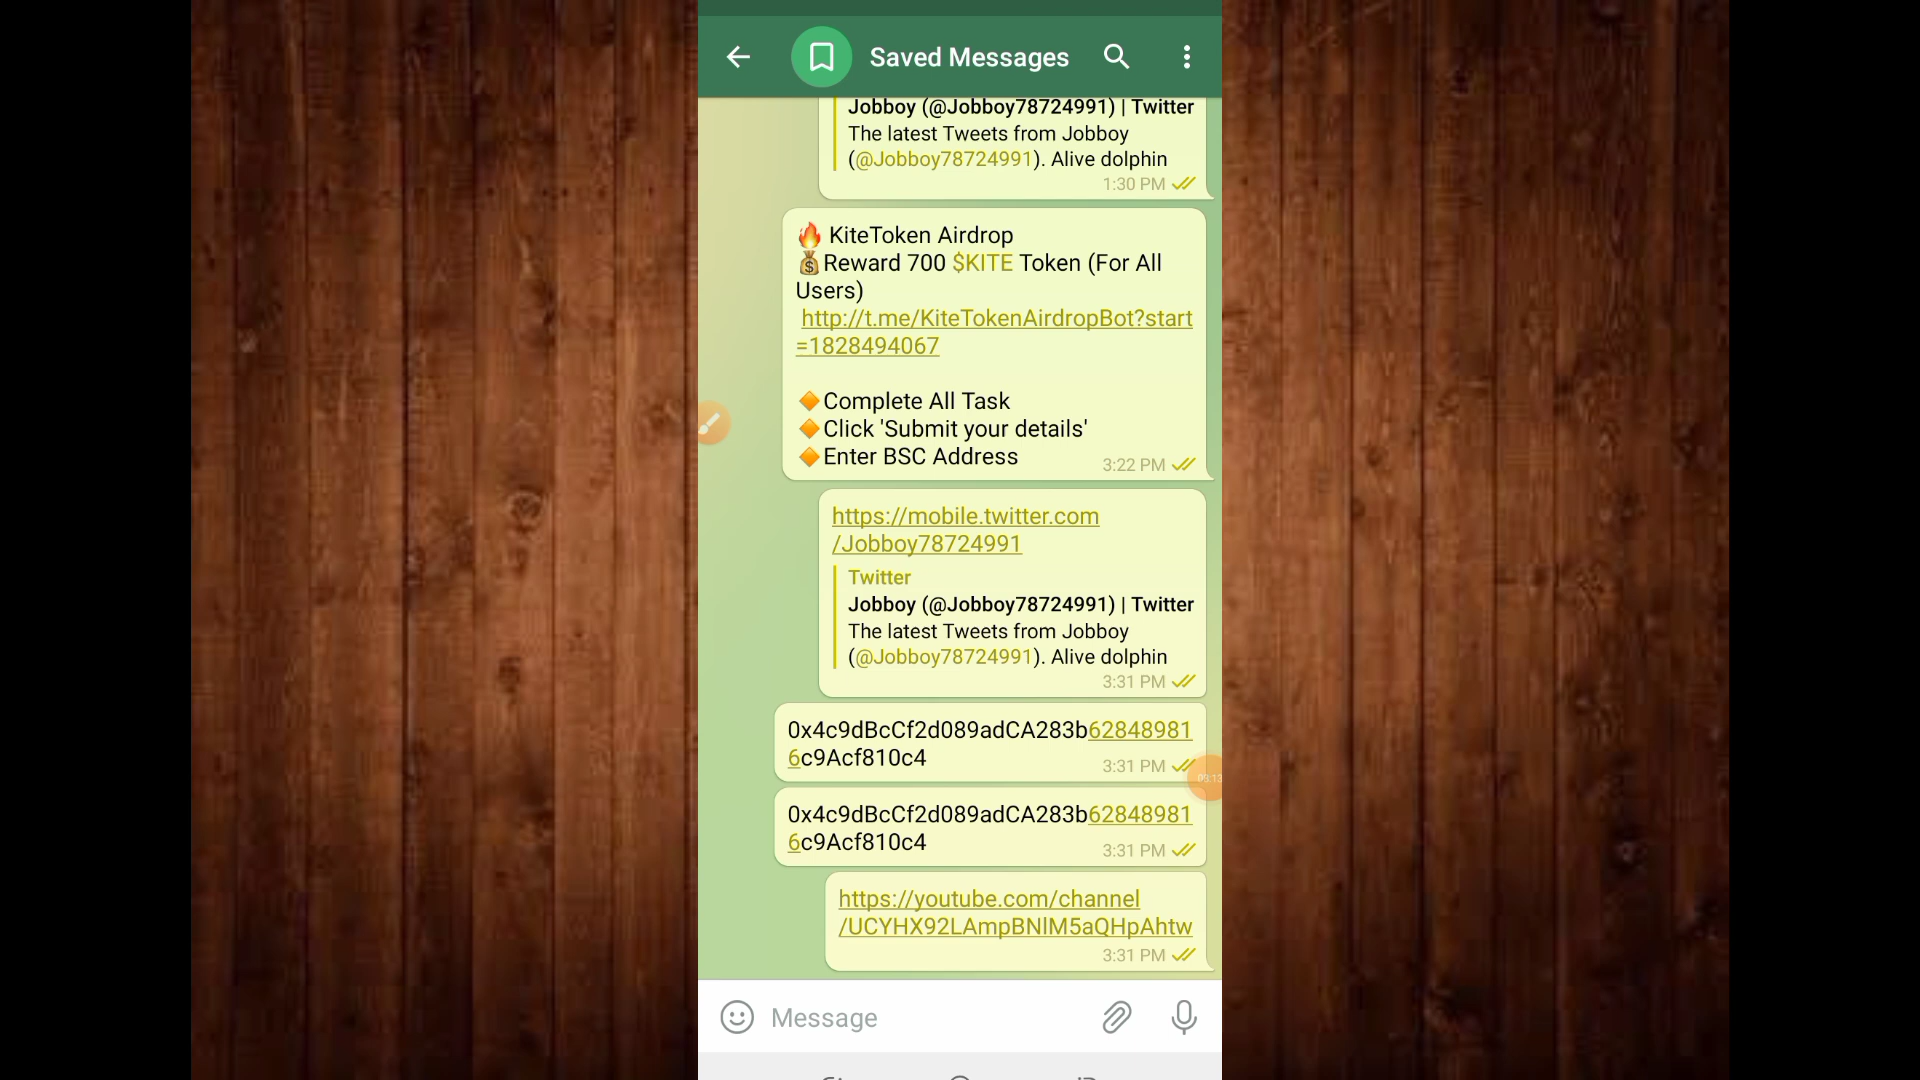 Saved Messages
Jobboy (@Jobboy78724991) | Twitter
The latest Tweets from Jobboy
(@Jobboy78724991). Alive dolphin
1:30 PM
🔥 KiteToken Airdrop
💰Reward 700 $KITE Token (For All
Users)
http://t.me/KiteTokenAirdropBot?start
=1828494067
🔸Complete All Task
🔸Click 'Submit your details'
🔸Enter BSC Address
3:22 PM
https://mobile.twitter.com
/Jobboy78724991
Twitter
Jobboy (@Jobboy78724991) | Twitter
The latest Tweets from Jobboy
(@Jobboy78724991). Alive dolphin
3:31 PM
0x4c9dBcCf2d089adCA283b62848981
6c9Acf810c4
3:31 PM
0x4c9dBcCf2d089adCA283b62848981
6c9Acf810c4
3:31 PM
https://youtube.com/channel
/UCYHX92LAmpBNlM5aQHpAhtw
3:31 PM
Message